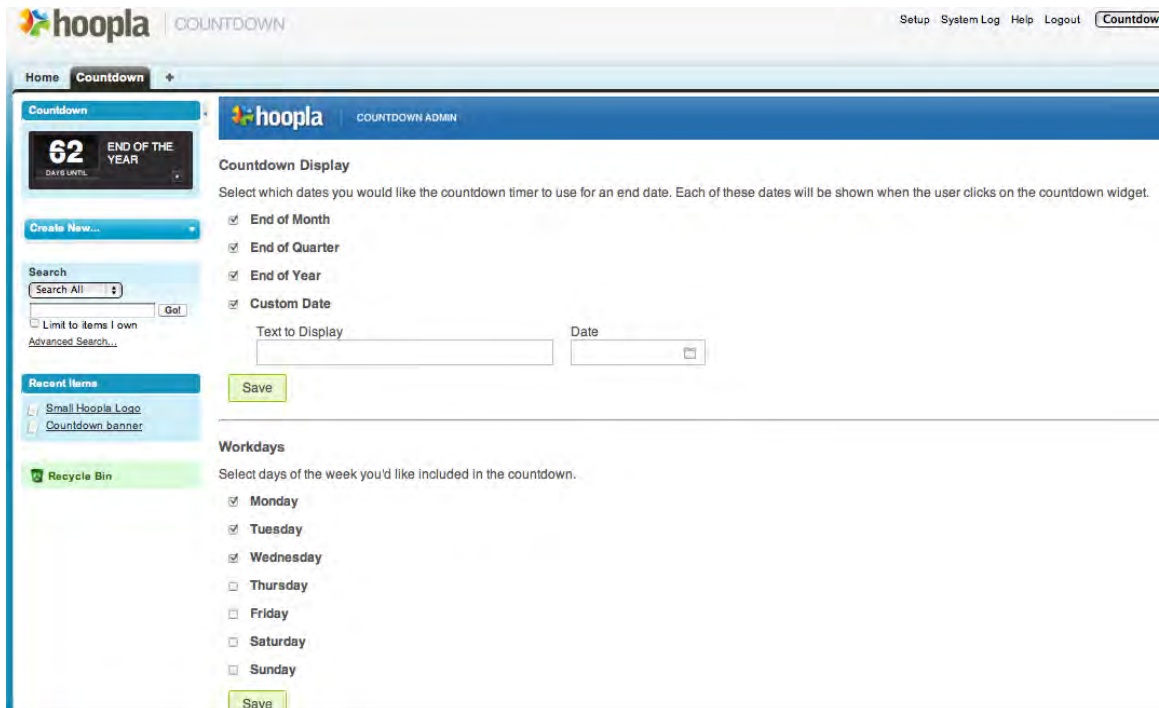 hoopla COUNTDOWN
Setup System Log Help Logout Countdow
Home Countdown +
Countdown
62 DAYS UNTIL
END OF THE
YEAR
Create New...
Search
Search All
Go!
Limit to items I own
Advanced Search...
Recent Items
Small Hoopla Logo
Countdown banner
Recycle Bin
hoopla COUNTDOWN ADMIN
Countdown Display
Select which dates you would like the countdown timer to use for an end date. Each of these dates will be shown when the user clicks on the countdown widget.
End of Month
End of Quarter
End of Year
Custom Date
Text to Display Date
Save
Workdays
Select days of the week you'd like included in the countdown.
Monday
Tuesday
Wednesday
Thursday
Friday
Saturday
Sunday
Save